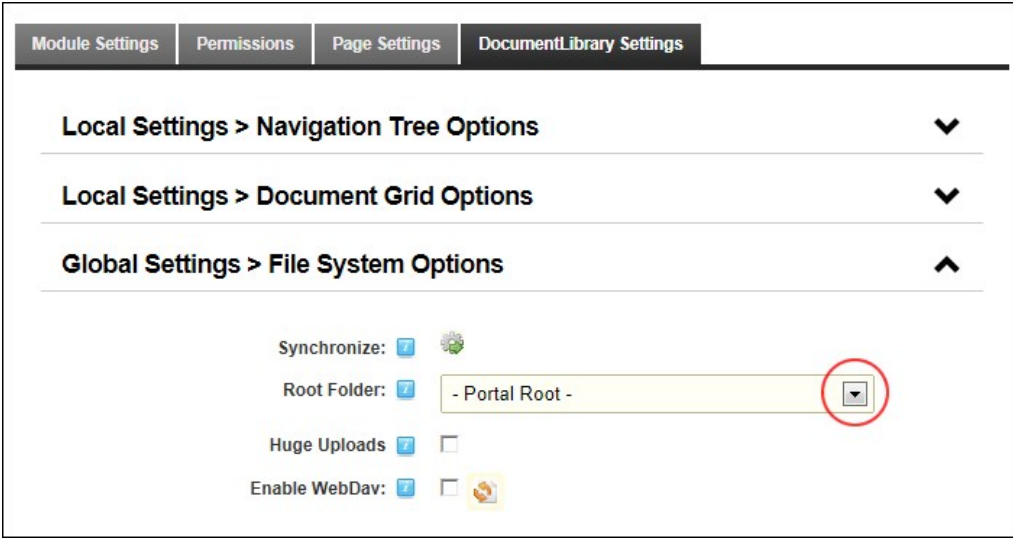 Module Settings Permissions Page Settings DocumentLibrary Settings
Local Settings > Navigation Tree Options
Local Settings > Document Grid Options
Global Settings > File System Options
Synchronize:
Root Folder: - Portal Root -
Huge Uploads
Enable WebDav: